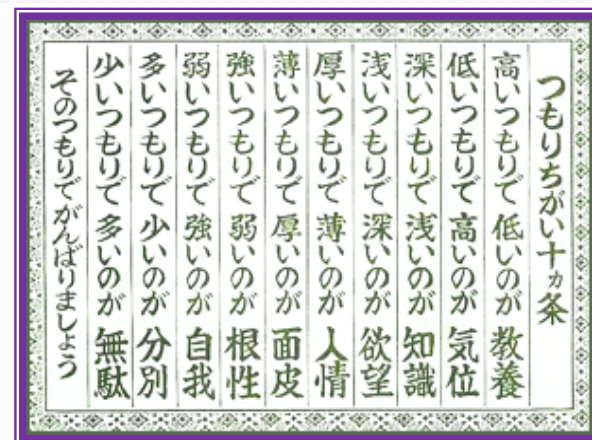 つもりちがい十カ条
高いつもりで低いのが教養
低いつもりで高いのが気位
深いつもりで浅いのが知識
浅いつもりで深いのが欲望
厚いつもりで薄いのが人情
薄いつもりで厚いのが面皮
強いつもりで弱いのが根性
弱いつもりで強いのが自我
多いつもりで少いのが分別
少いつもりで多いのが無駄
そのつもりでがんばりましょう